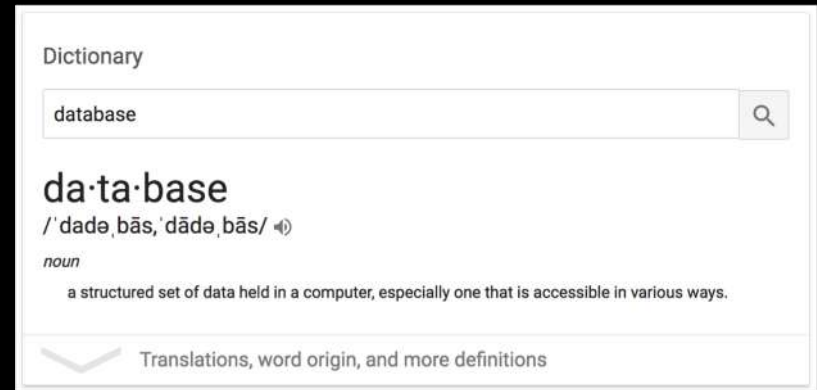 Dictionary
database
da·ta·base
/ˈdadəˌbās,ˈdādəˌbās/
noun
a structured set of data held in a computer, especially one that is accessible in various ways.
Translations, word origin, and more definitions